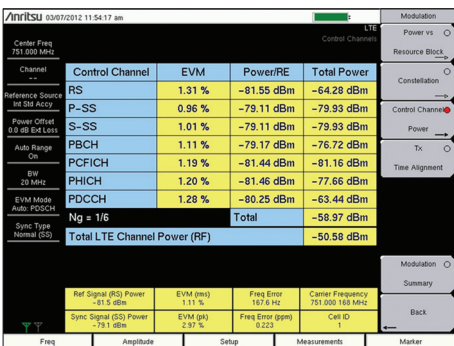 Anritsu 03/07/2012 11:54:17 am
Modulation
LTE
Control Channels
Center Freq
751.000 MHz
Channel
--
Reference Source
Int Std Accy
Power Offset
0.0 dB Ext Loss
Auto Range
On
BW
20 MHz
EVM Mode
Auto: PDSCH
Sync Type
Normal (SS)
Control Channel EVM Power/RE Total Power
RS 1.31 % −81.55 dBm −64.28 dBm
P-SS 0.96 % −79.11 dBm −79.93 dBm
S-SS 1.01 % −79.11 dBm −79.93 dBm
PBCH 1.11 % −79.17 dBm −76.72 dBm
PCFICH 1.19 % −81.44 dBm −81.16 dBm
PHICH 1.20 % −81.46 dBm −77.66 dBm
PDCCH 1.28 % −80.25 dBm −63.44 dBm
Ng = 1/6 Total −58.97 dBm
Total LTE Channel Power (RF) −50.58 dBm
Ref Signal (RS) Power
−81.5 dBm
EVM (rms)
1.11 %
Freq Error
167.6 Hz
Carrier Frequency
751.000 168 MHz
Sync Signal (SS) Power
−79.1 dBm
EVM (pk)
2.97 %
Freq Error (ppm)
0.223
Cell ID
1
Power vs
Resource Block
Constellation
Control Channel
Power
Tx
Time Alignment
Modulation
Summary
Back
Freq Amplitude Setup Measurements Marker